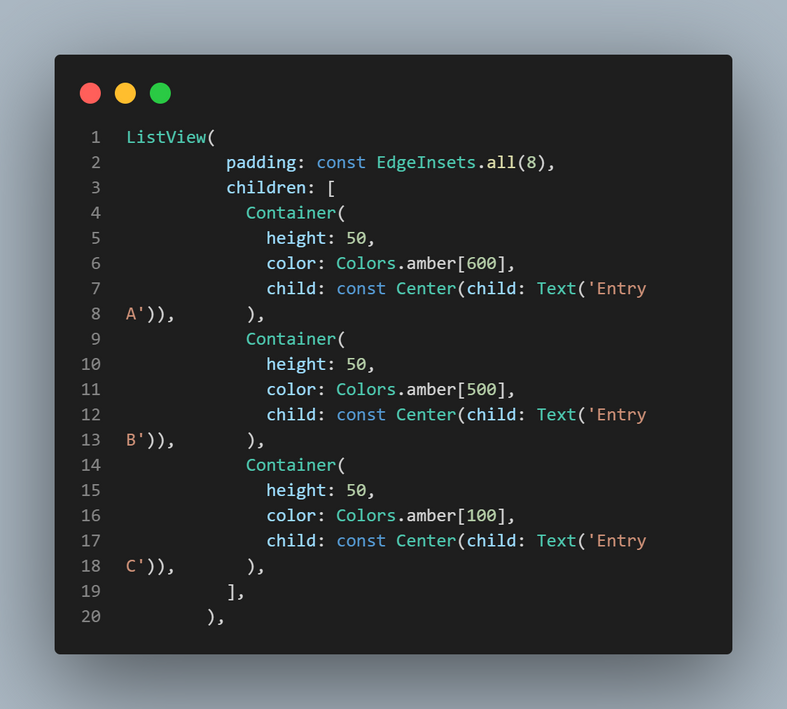 1 ListView(
2           padding: const EdgeInsets.all(8),
3           children: [
4             Container(
5               height: 50,
6               color: Colors.amber[600],
7               child: const Center(child: Text('Entry
8 A')),       ),
9             Container(
10               height: 50,
11               color: Colors.amber[500],
12               child: const Center(child: Text('Entry
13 B')),       ),
14             Container(
15               height: 50,
16               color: Colors.amber[100],
17               child: const Center(child: Text('Entry
18 C')),       ),
19           ],
20         ),